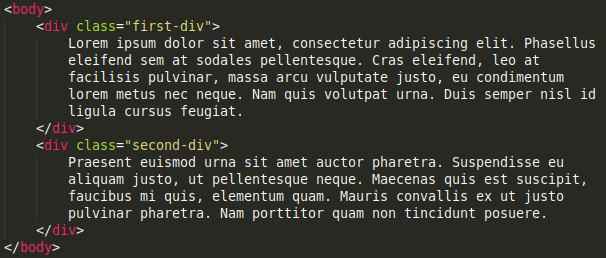 <body>
<div class="first-div">
Lorem ipsum dolor sit amet, consectetur adipiscing elit. Phasellus
eleifend sem at sodales pellentesque. Cras eleifend, leo at
facilisis pulvinar, massa arcu vulputate justo, eu condimentum
lorem metus nec neque. Nam quis volutpat urna. Duis semper nisl id
ligula cursus feugiat.
</div>
<div class="second-div">
Praesent euismod urna sit amet auctor pharetra. Suspendisse eu
aliquam justo, ut pellentesque neque. Maecenas quis est suscipit,
faucibus mi quis, elementum quam. Mauris convallis ex ut justo
pulvinar pharetra. Nam porttitor quam non tincidunt posuere.
</div>
</body>